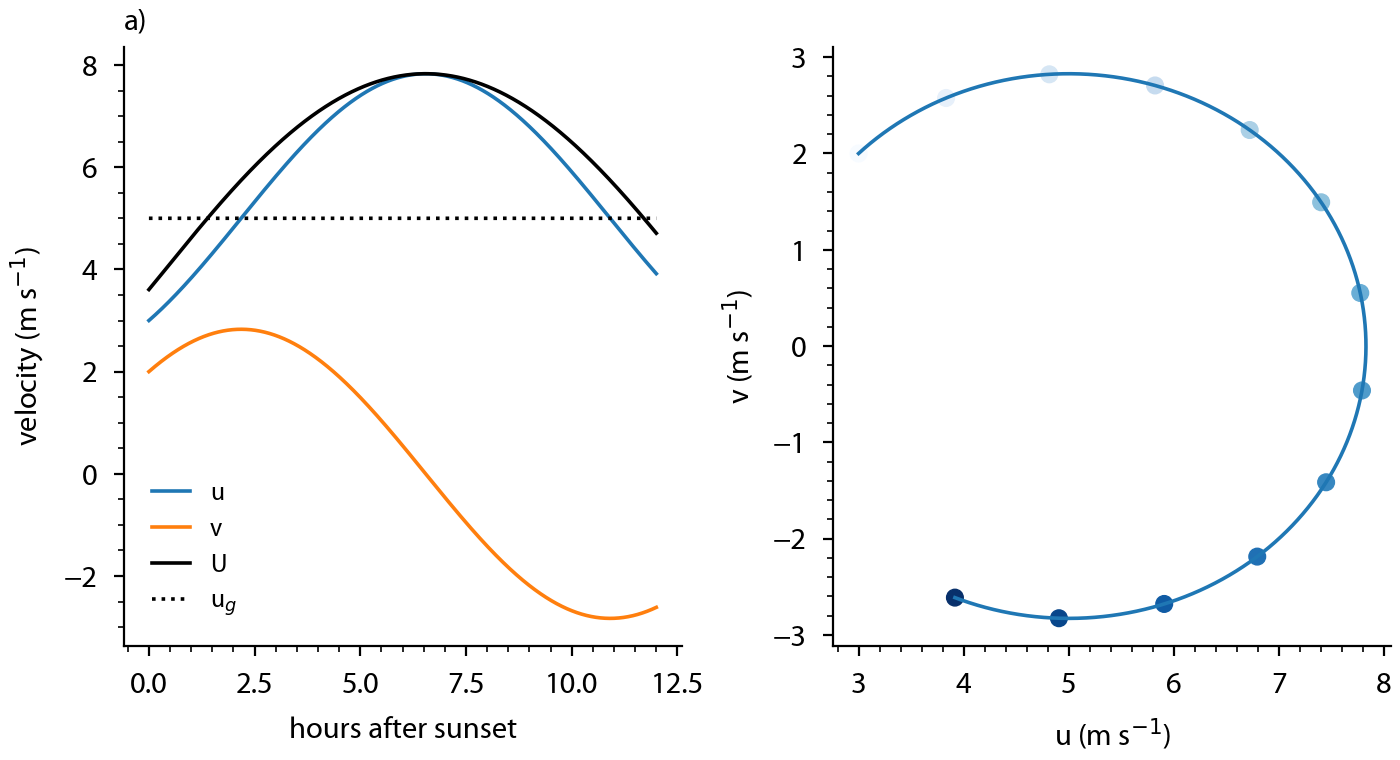 a)
velocity (m s⁻¹)
8
6
4
2
0
−2
u
v
U
u_g
0.0 2.5 5.0 7.5 10.0 12.5
hours after sunset
v (m s⁻¹)
3
2
1
0
−1
−2
−3
3 4 5 6 7 8
u (m s⁻¹)